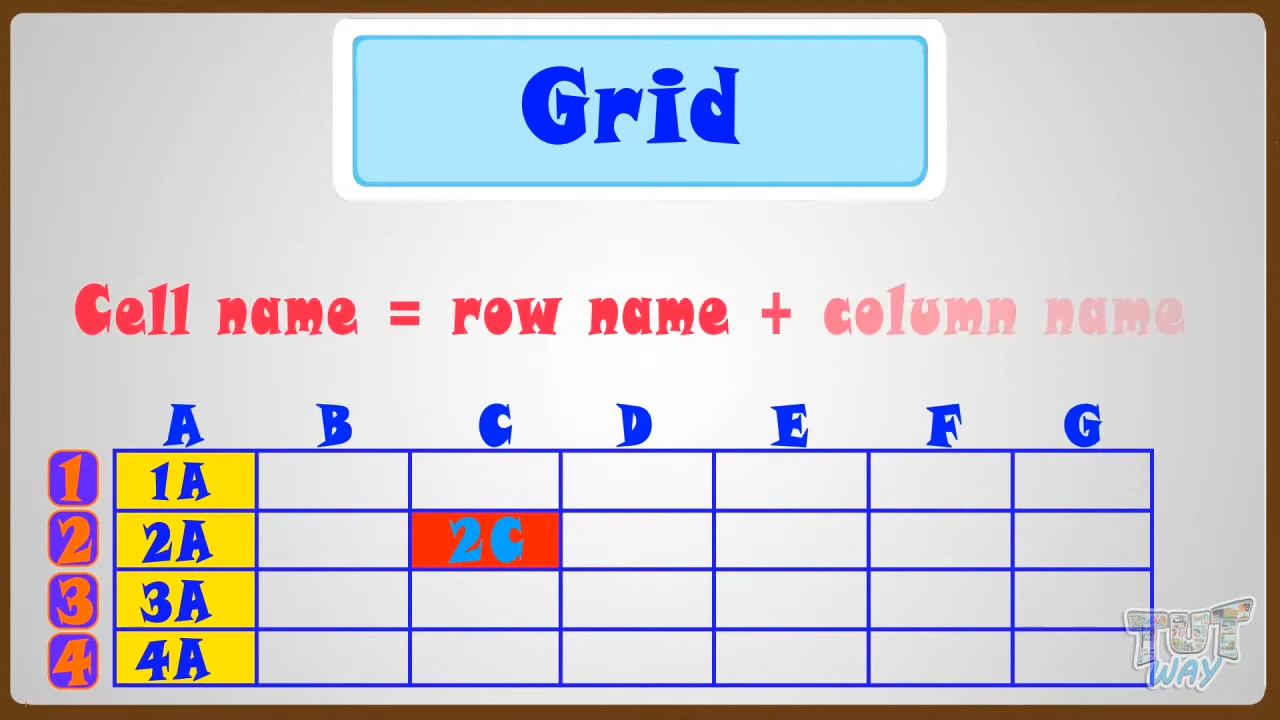 Grid
Cell name = row name + column name
A B C D E F G
1 1A
2 2A 2C
3 3A
4 4A
TUT
WAY